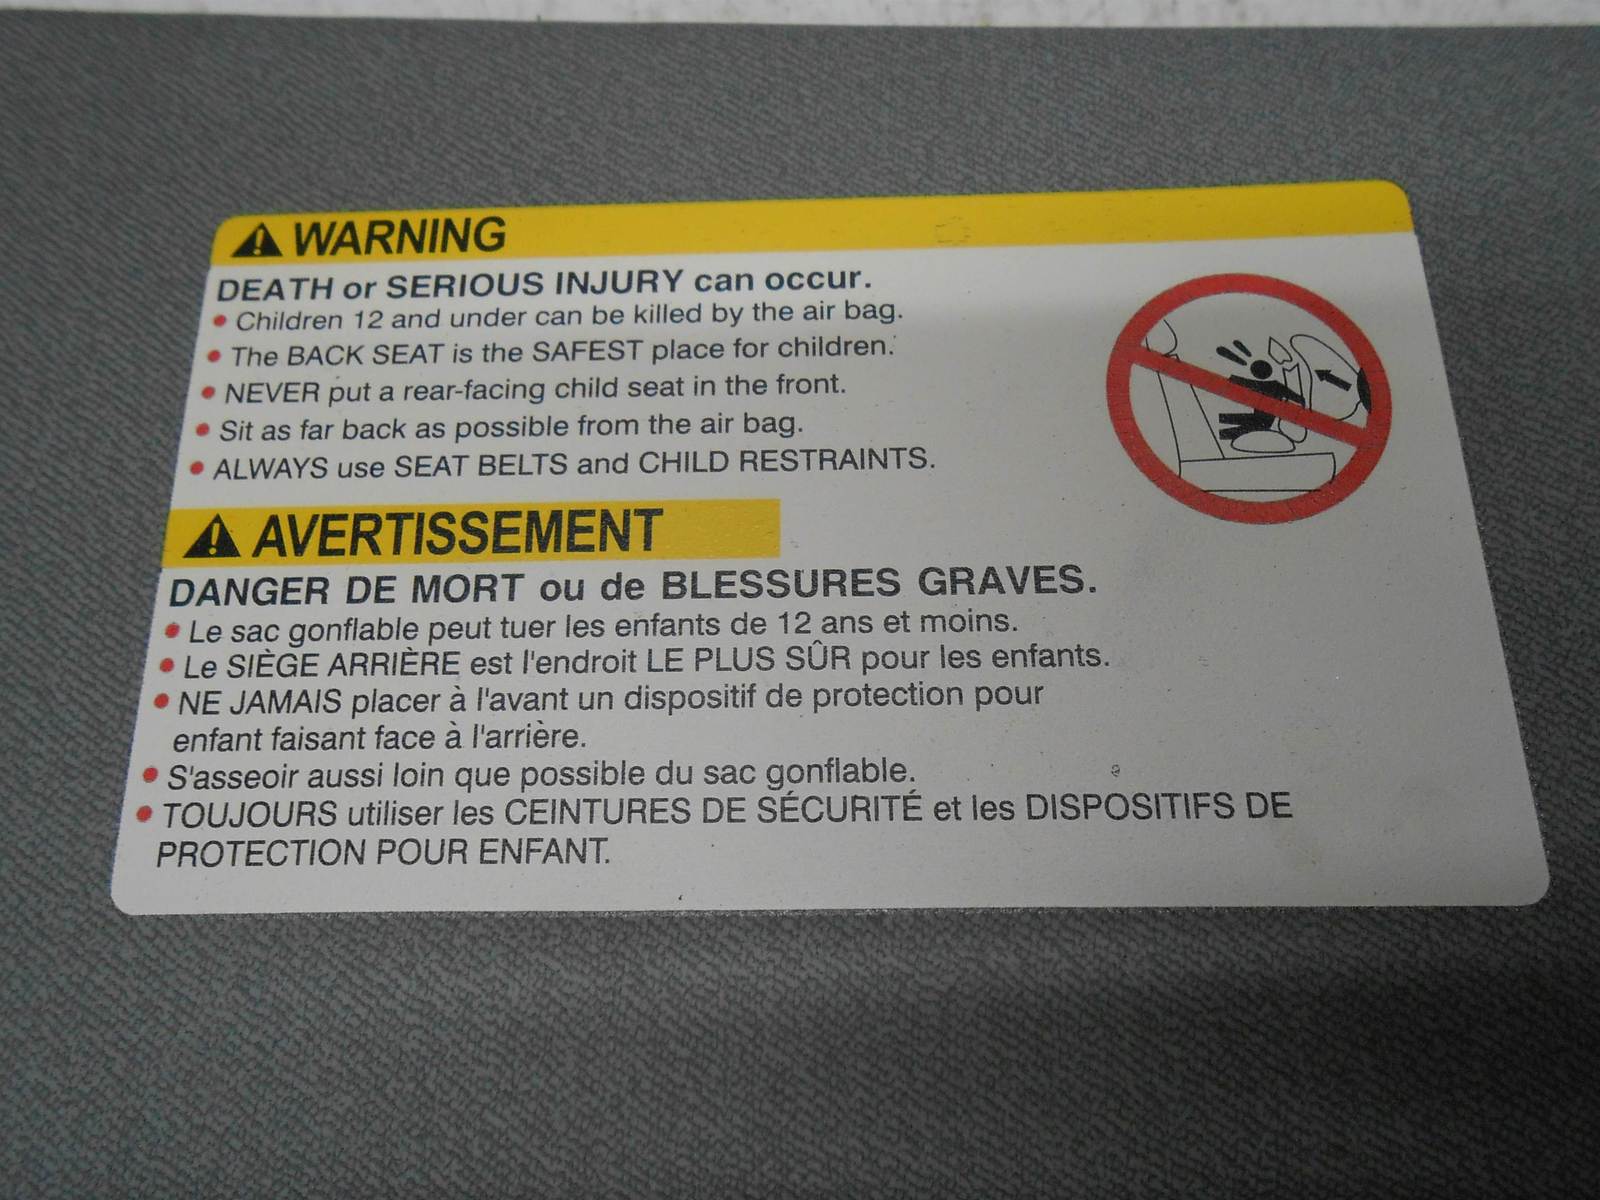 WARNING
DEATH or SERIOUS INJURY can occur.
• Children 12 and under can be killed by the air bag.
• The BACK SEAT is the SAFEST place for children.
• NEVER put a rear-facing child seat in the front.
• Sit as far back as possible from the air bag.
• ALWAYS use SEAT BELTS and CHILD RESTRAINTS.
AVERTISSEMENT
DANGER DE MORT ou de BLESSURES GRAVES.
• Le sac gonflable peut tuer les enfants de 12 ans et moins.
• Le SIÈGE ARRIÈRE est l'endroit LE PLUS SÛR pour les enfants.
• NE JAMAIS placer à l'avant un dispositif de protection pour
enfant faisant face à l'arrière.
• S'asseoir aussi loin que possible du sac gonflable.
• TOUJOURS utiliser les CEINTURES DE SÉCURITÉ et les DISPOSITIFS DE
PROTECTION POUR ENFANT.